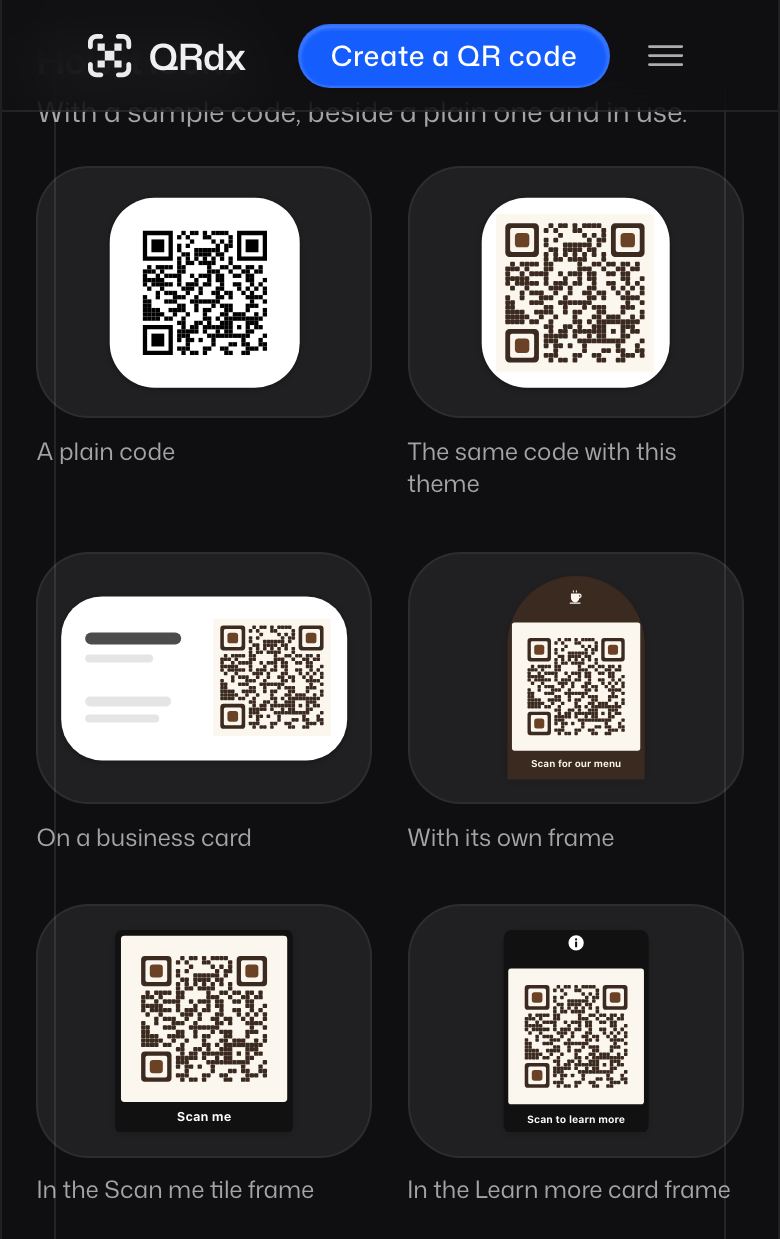 QRdx
Create a QR code
With a sample code, beside a plain one and in use.
A plain code
The same code with this
theme
On a business card
Scan for our menu
With its own frame
Scan me
In the Scan me tile frame
Scan to learn more
In the Learn more card frame